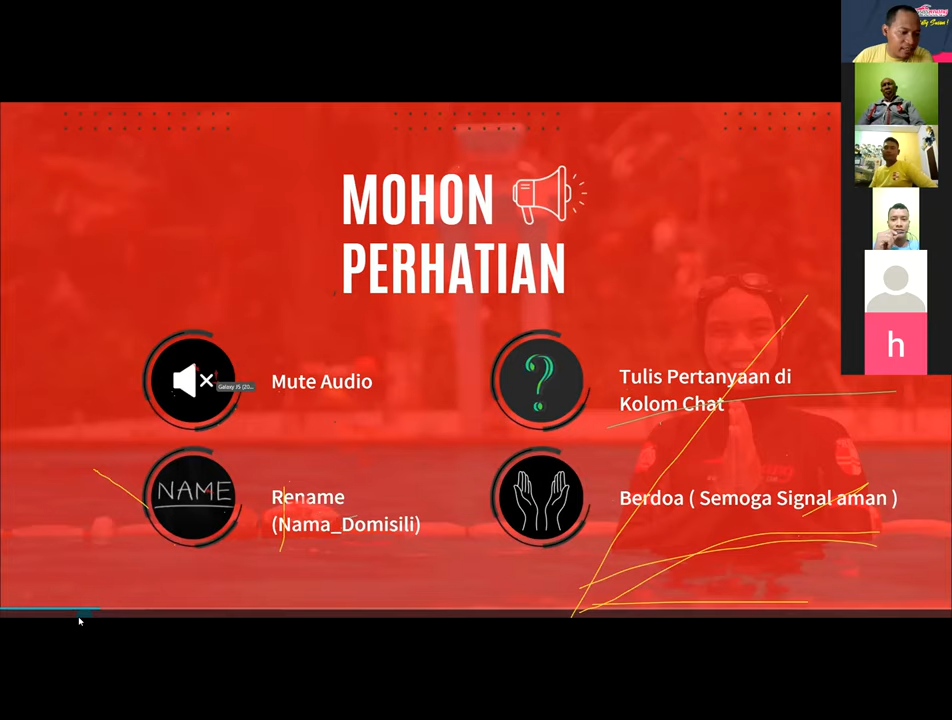 MOHON
PERHATIAN
Mute Audio
Tulis Pertanyaan di
Kolom Chat
NAME
Rename
(Nama_Domisili)
Berdoa ( Semoga Signal aman )
h